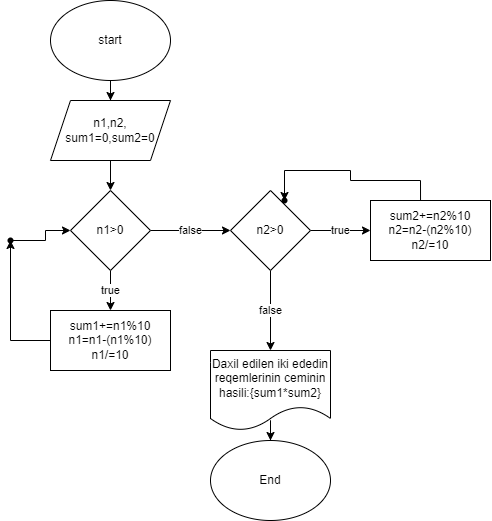 start
n1,n2,
sum1=0,sum2=0
n1>0
false
n2>0
true
sum2+=n2%10
n2=n2-(n2%10)
n2/=10
true
sum1+=n1%10
n1=n1-(n1%10)
n1/=10
false
Daxil edilen iki ededin
reqemlerinin ceminin
hasili:{sum1*sum2}
End